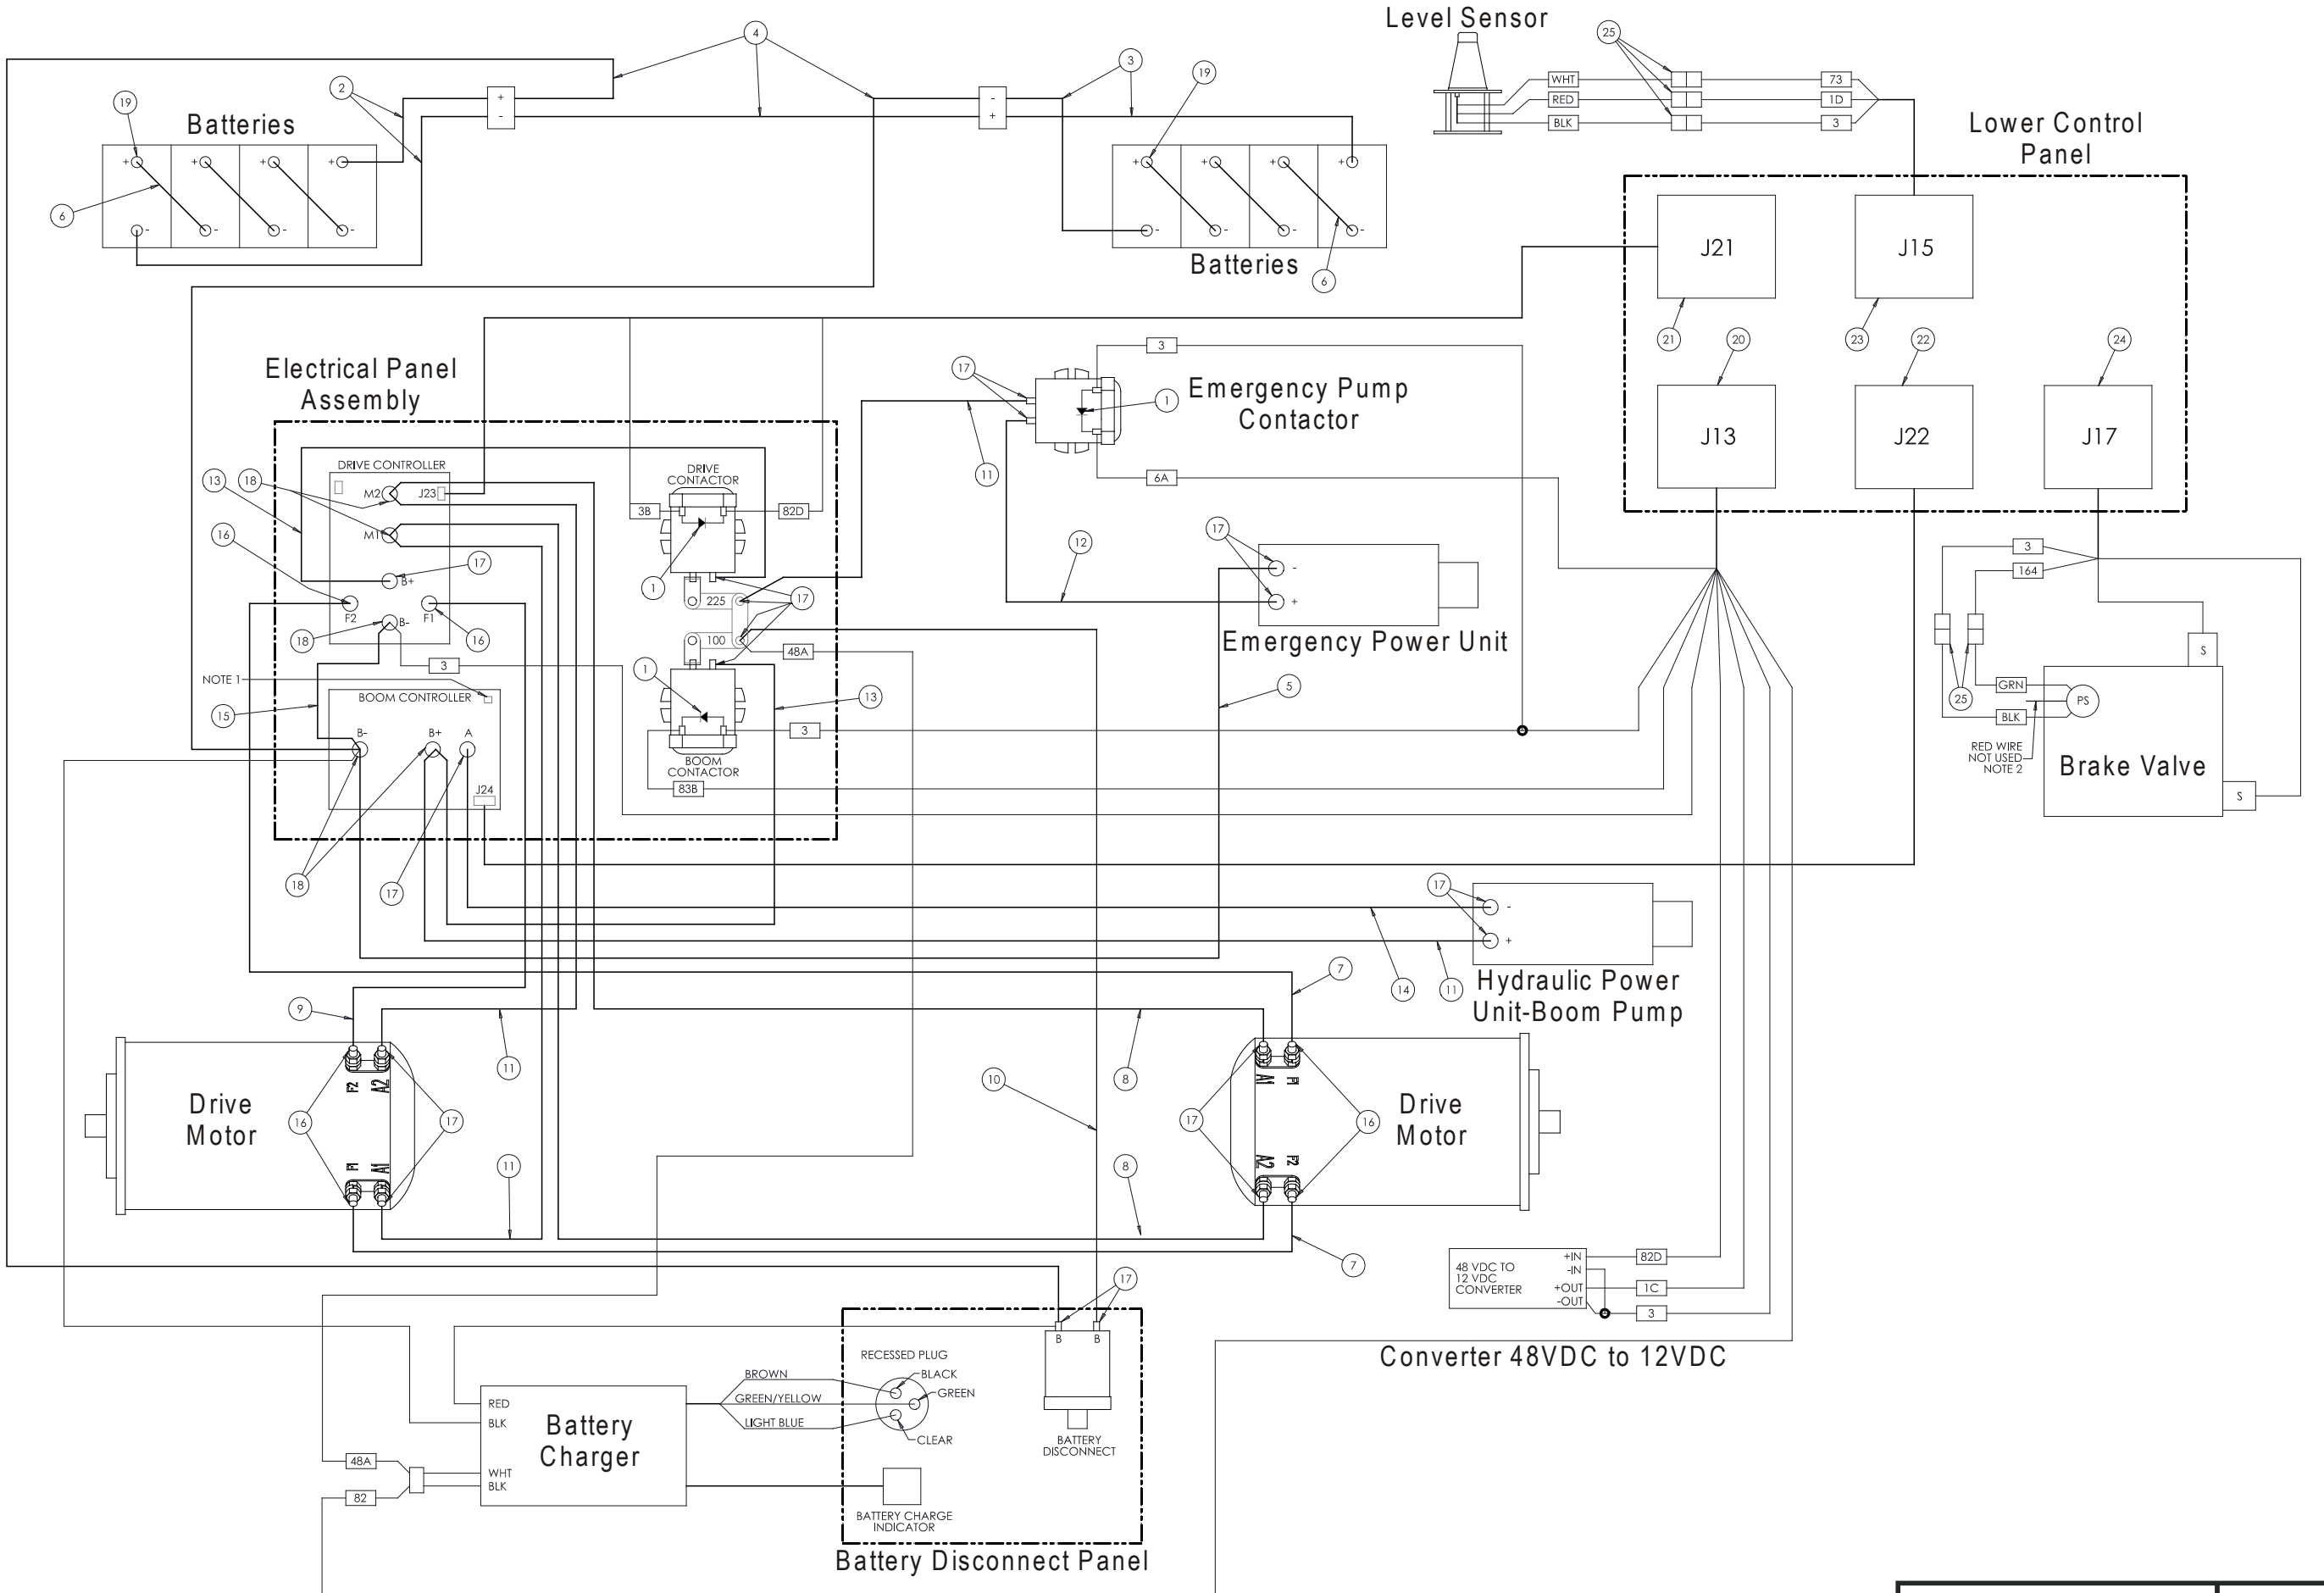 Level Sensor
4
25
3
19
2
19
WHT
RED
BLK
73
1D
3
+
-
-
+
Batteries
Lower Control
Panel
+
+
+
+
-
-
-
-
6
+
+
+
+
-
-
-
-
6
Batteries
J21
J15
21
20
23
22
24
J13
J22
J17
Electrical Panel
Assembly
17
3
1
Emergency Pump
Contactor
6A
11
DRIVE CONTROLLER
M2
J23
M1
B+
F2
F1
B-
13
18
16
17
18
16
3
DRIVE
CONTACTOR
3B
82D
1
225
17
100
48A
1
13
3
BOOM
CONTACTOR
83B
12
17
-
+
Emergency Power Unit
5
NOTE 1
BOOM CONTROLLER
15
B-
B+
A
J24
18
17
3
164
25
GRN
BLK
PS
S
S
RED WIRE
NOT USED
NOTE 2
Brake Valve
17
-
+
14
11
Hydraulic Power
Unit-Boom Pump
7
9
11
8
10
F2
A2
F1
A1
Drive
Motor
16
17
11
A1
F1
A2
F2
17
16
Drive
Motor
8
7
17
48 VDC TO
12 VDC
CONVERTER
+IN
-IN
+OUT
-OUT
82D
1C
3
Converter 48VDC to 12VDC
RED
BLK
WHT
BLK
Battery
Charger
48A
82
BROWN
GREEN/YELLOW
LIGHT BLUE
RECESSED PLUG
BLACK
GREEN
CLEAR
B
B
BATTERY
DISCONNECT
BATTERY CHARGE
INDICATOR
Battery Disconnect Panel